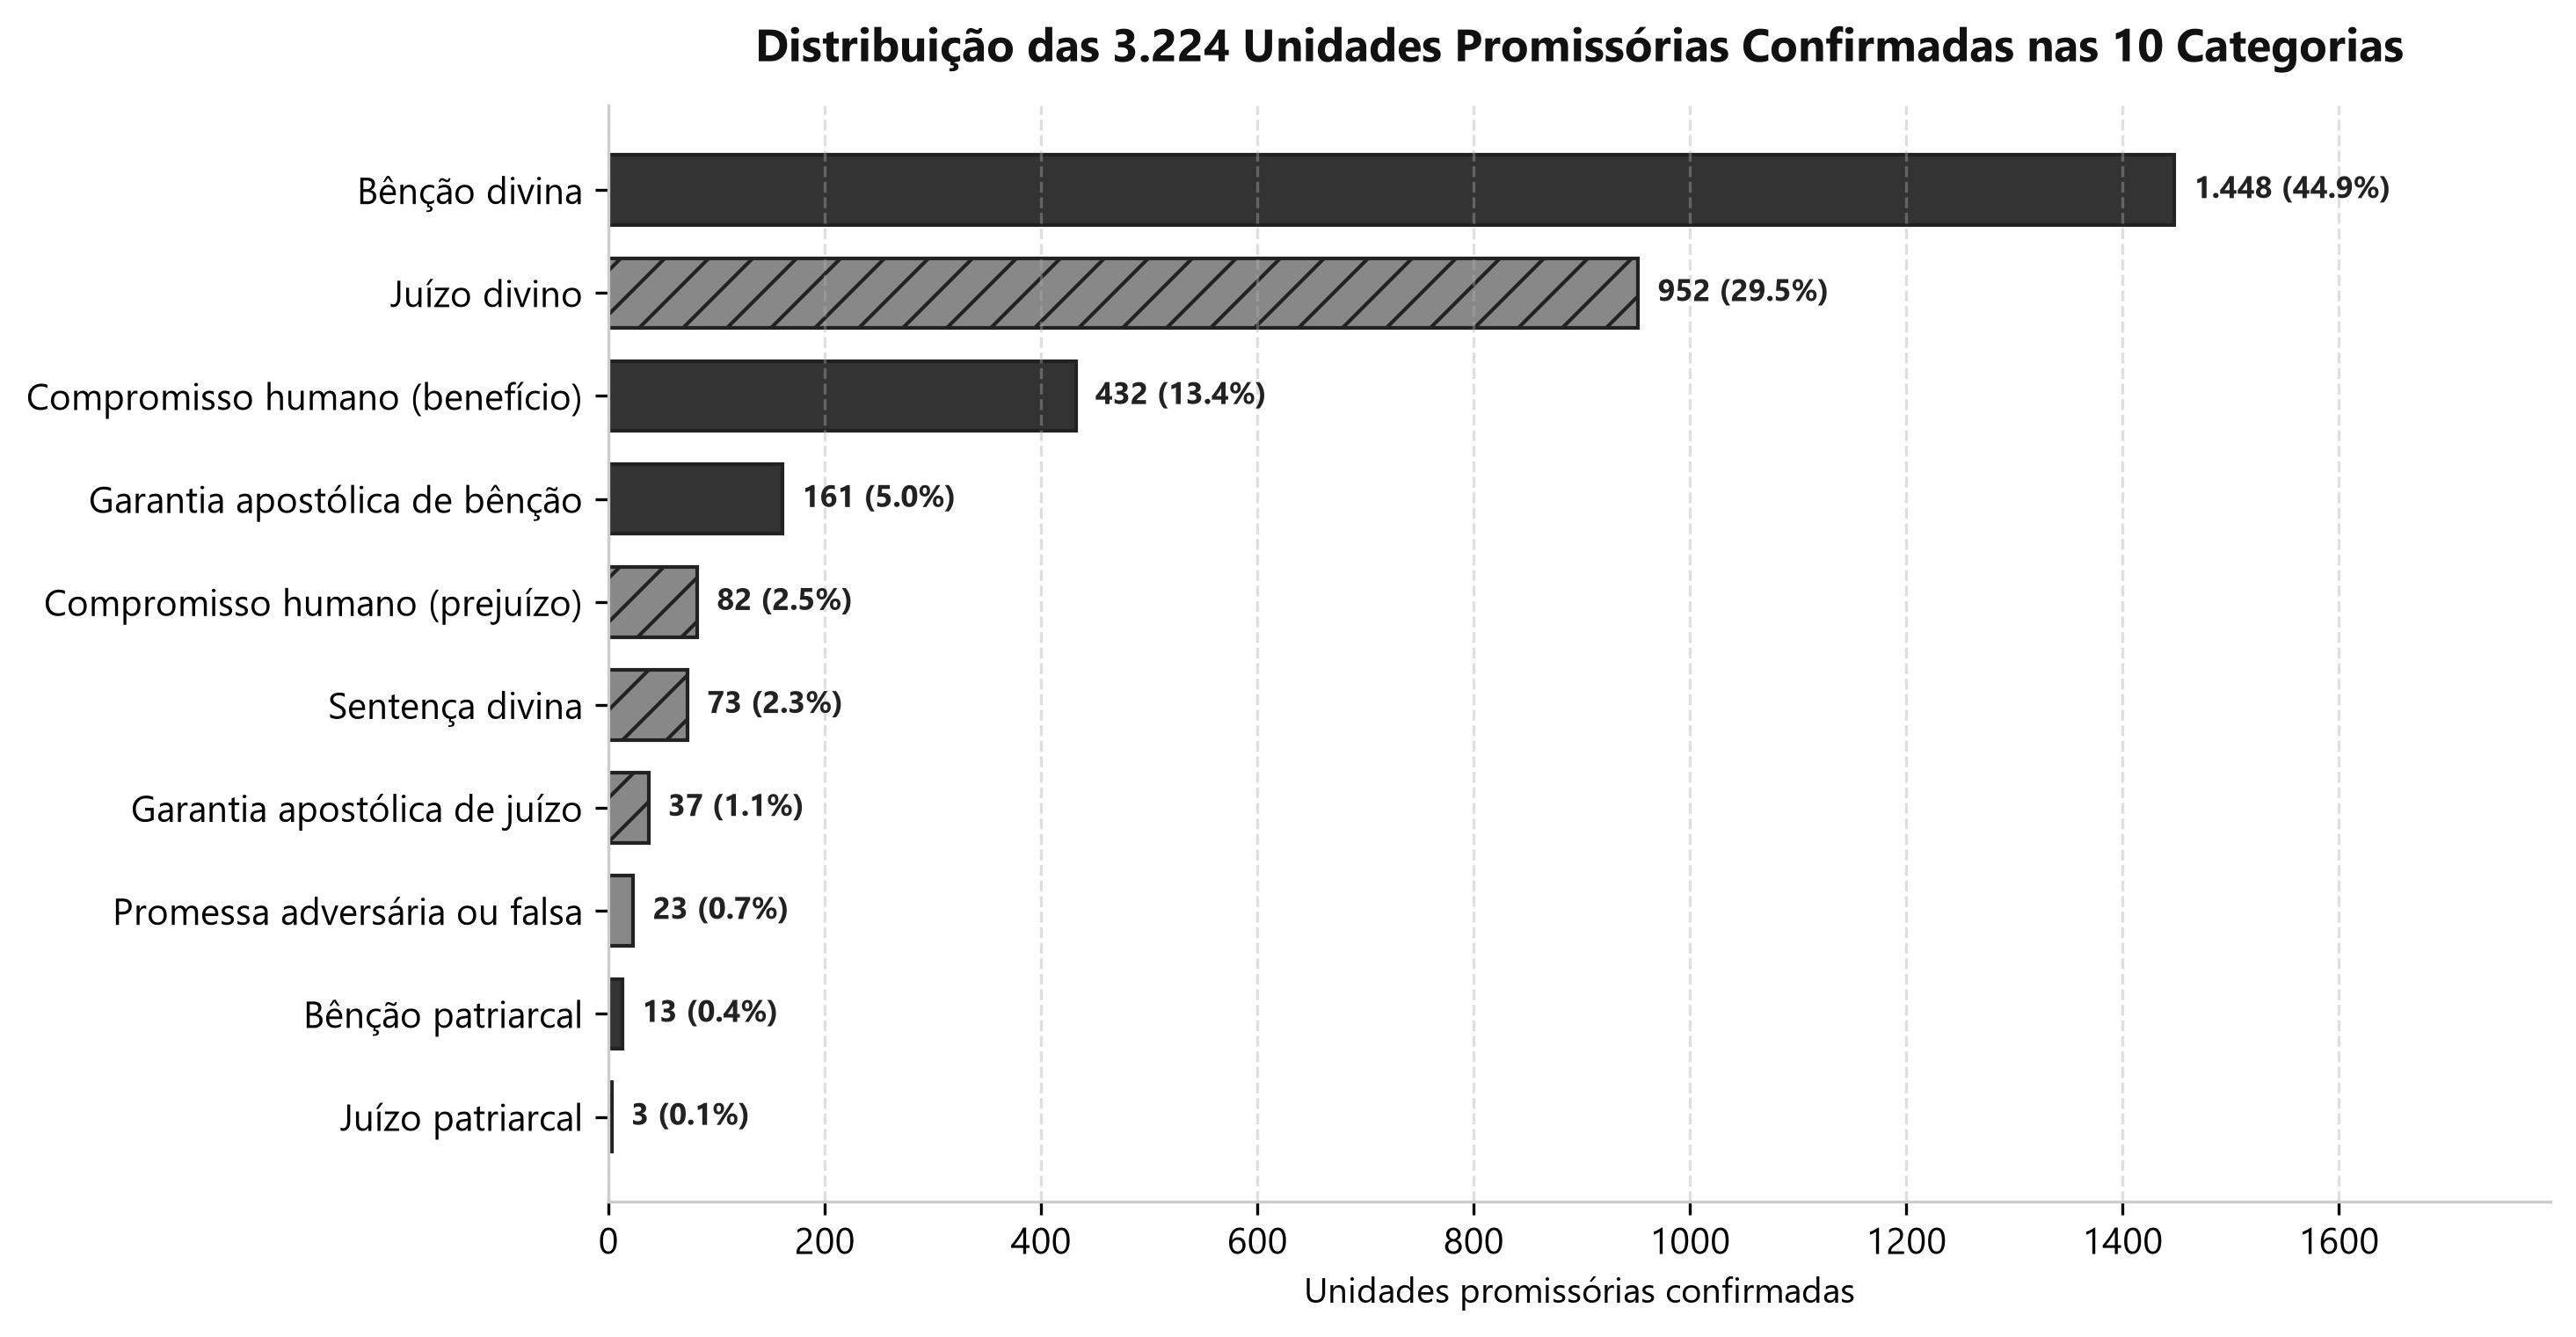 Distribuição das 3.224 Unidades Promissórias Confirmadas nas 10 Categorias
Bênção divina 1.448 (44.9%)
Juízo divino 952 (29.5%)
Compromisso humano (benefício) 432 (13.4%)
Garantia apostólica de bênção 161 (5.0%)
Compromisso humano (prejuízo) 82 (2.5%)
Sentença divina 73 (2.3%)
Garantia apostólica de juízo 37 (1.1%)
Promessa adversária ou falsa 23 (0.7%)
Bênção patriarcal 13 (0.4%)
Juízo patriarcal 3 (0.1%)
0 200 400 600 800 1000 1200 1400 1600
Unidades promissórias confirmadas